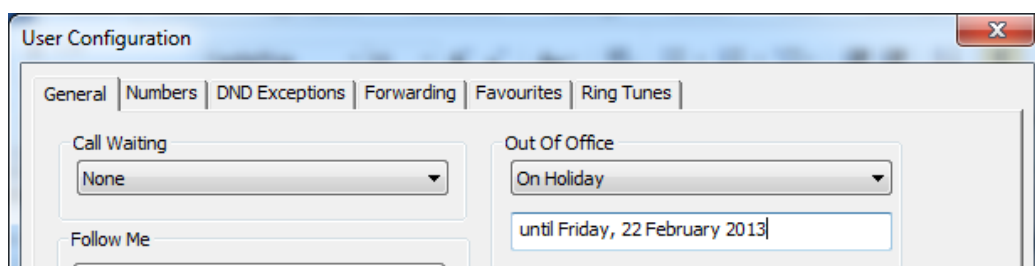 User Configuration
General Numbers DND Exceptions Forwarding Favourites Ring Tunes
Call Waiting
None
Out Of Office
On Holiday
until Friday, 22 February 2013
Follow Me